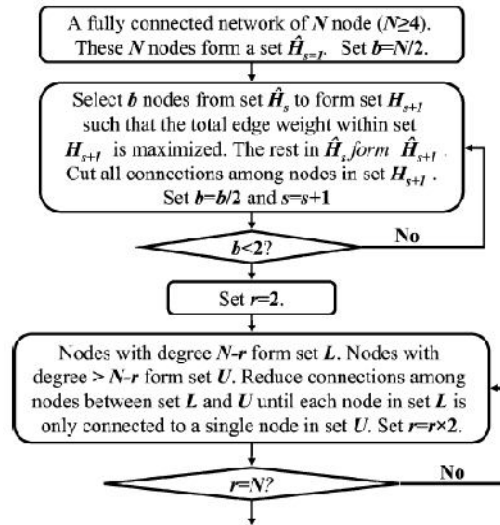 A fully connected network of N node (N≥4).
These N nodes form a set Ĥs=1. Set b=N/2.
Select b nodes from set Ĥs to form set Hs+1
such that the total edge weight within set
Hs+1 is maximized. The rest in Ĥs form Ĥs+1.
Cut all connections among nodes in set Hs+1.
Set b=b/2 and s=s+1
No
b<2?
Set r=2.
Nodes with degree N-r form set L. Nodes with
degree > N-r form set U. Reduce connections among
nodes between set L and U until each node in set L is
only connected to a single node in set U. Set r=r×2.
No
r=N?